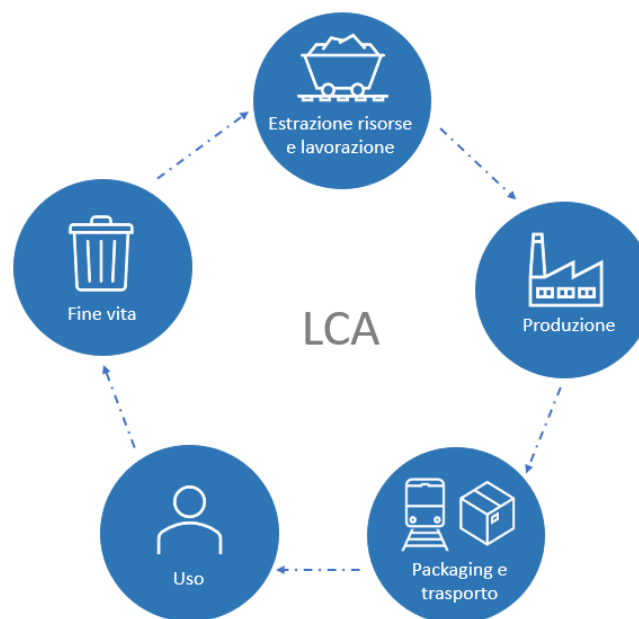 Estrazione risorse
e lavorazione
Produzione
Packaging e
trasporto
Uso
Fine vita
LCA